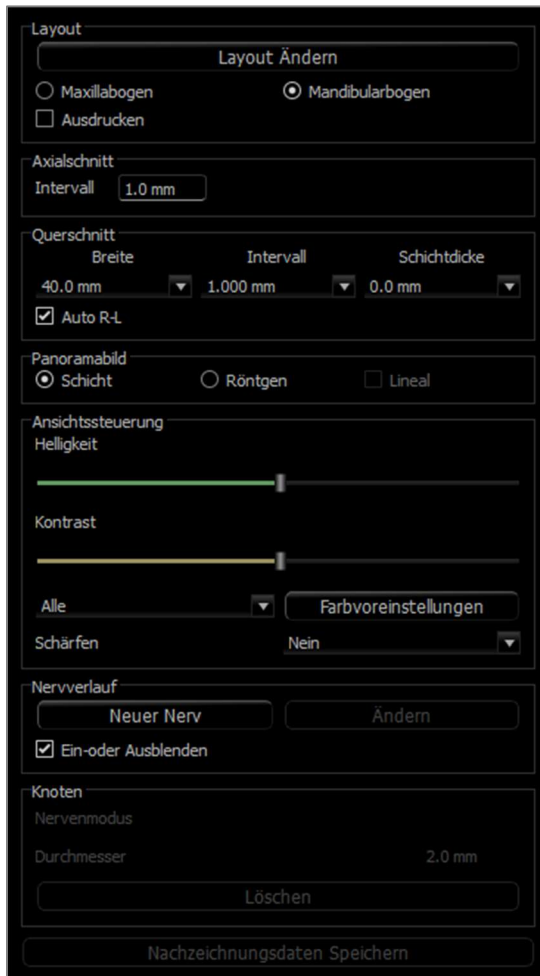 Layout
Layout Ändern
Maxillabogen Mandibularbogen
Ausdrucken
Axialschnitt
Intervall 1.0 mm
Querschnitt
Breite Intervall Schichtdicke
40.0 mm 1.000 mm 0.0 mm
Auto R-L
Panoramabild
Schicht Röntgen Lineal
Ansichtssteuerung
Helligkeit
Kontrast
Alle Farbvoreinstellungen
Schärfen Nein
Nervverlauf
Neuer Nerv Ändern
Ein-oder Ausblenden
Knoten
Nervenmodus
Durchmesser 2.0 mm
Löschen
Nachzeichnungsdaten Speichern